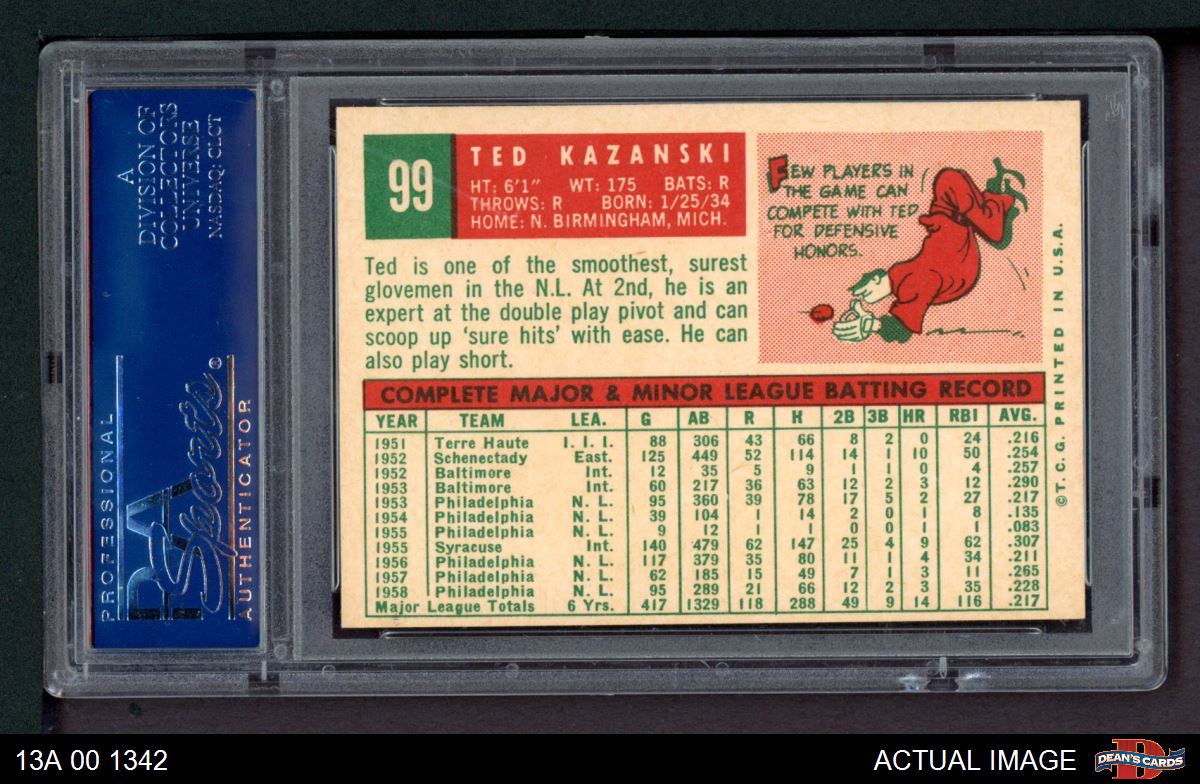 A
DIVISION OF
COLLECTORS
UNIVERSE
NASDAQ: CLCT
PROFESSIONAL
PSA
Sports®
AUTHENTICATOR
99
TED KAZANSKI
HT: 6'1" WT: 175 BATS: R
THROWS: R BORN: 1/25/34
HOME: N. BIRMINGHAM, MICH.
FEW PLAYERS IN
THE GAME CAN
COMPETE WITH TED
FOR DEFENSIVE
HONORS.
Ted is one of the smoothest, surest
glovemen in the N.L. At 2nd, he is an
expert at the double play pivot and can
scoop up 'sure hits' with ease. He can
also play short.
COMPLETE MAJOR & MINOR LEAGUE BATTING RECORD
YEAR TEAM LEA. G AB R H 2B 3B HR RBI AVG.
1951 Terre Haute I. I. I. 88 306 43 66 8 2 0 24 .216
1952 Schenectady East. 125 449 52 114 14 1 10 50 .254
1952 Baltimore Int. 12 35 5 9 1 1 0 4 .257
1953 Baltimore Int. 60 217 36 63 12 2 3 12 .290
1953 Philadelphia N. L. 95 360 39 78 17 5 2 27 .217
1954 Philadelphia N. L. 39 104 1 14 2 0 1 8 .135
1955 Philadelphia N. L. 9 12 1 1 0 0 1 1 .083
1955 Syracuse Int. 140 479 62 147 25 4 9 62 .307
1956 Philadelphia N. L. 117 379 35 80 11 1 4 34 .211
1957 Philadelphia N. L. 62 185 15 49 7 1 3 11 .265
1958 Philadelphia N. L. 95 289 21 66 12 2 3 35 .228
Major League Totals 6 Yrs. 417 1329 118 288 49 9 14 116 .217
©T.C.G. PRINTED IN U.S.A.
13A 00 1342
ACTUAL IMAGE
D
DEAN'S CARDS